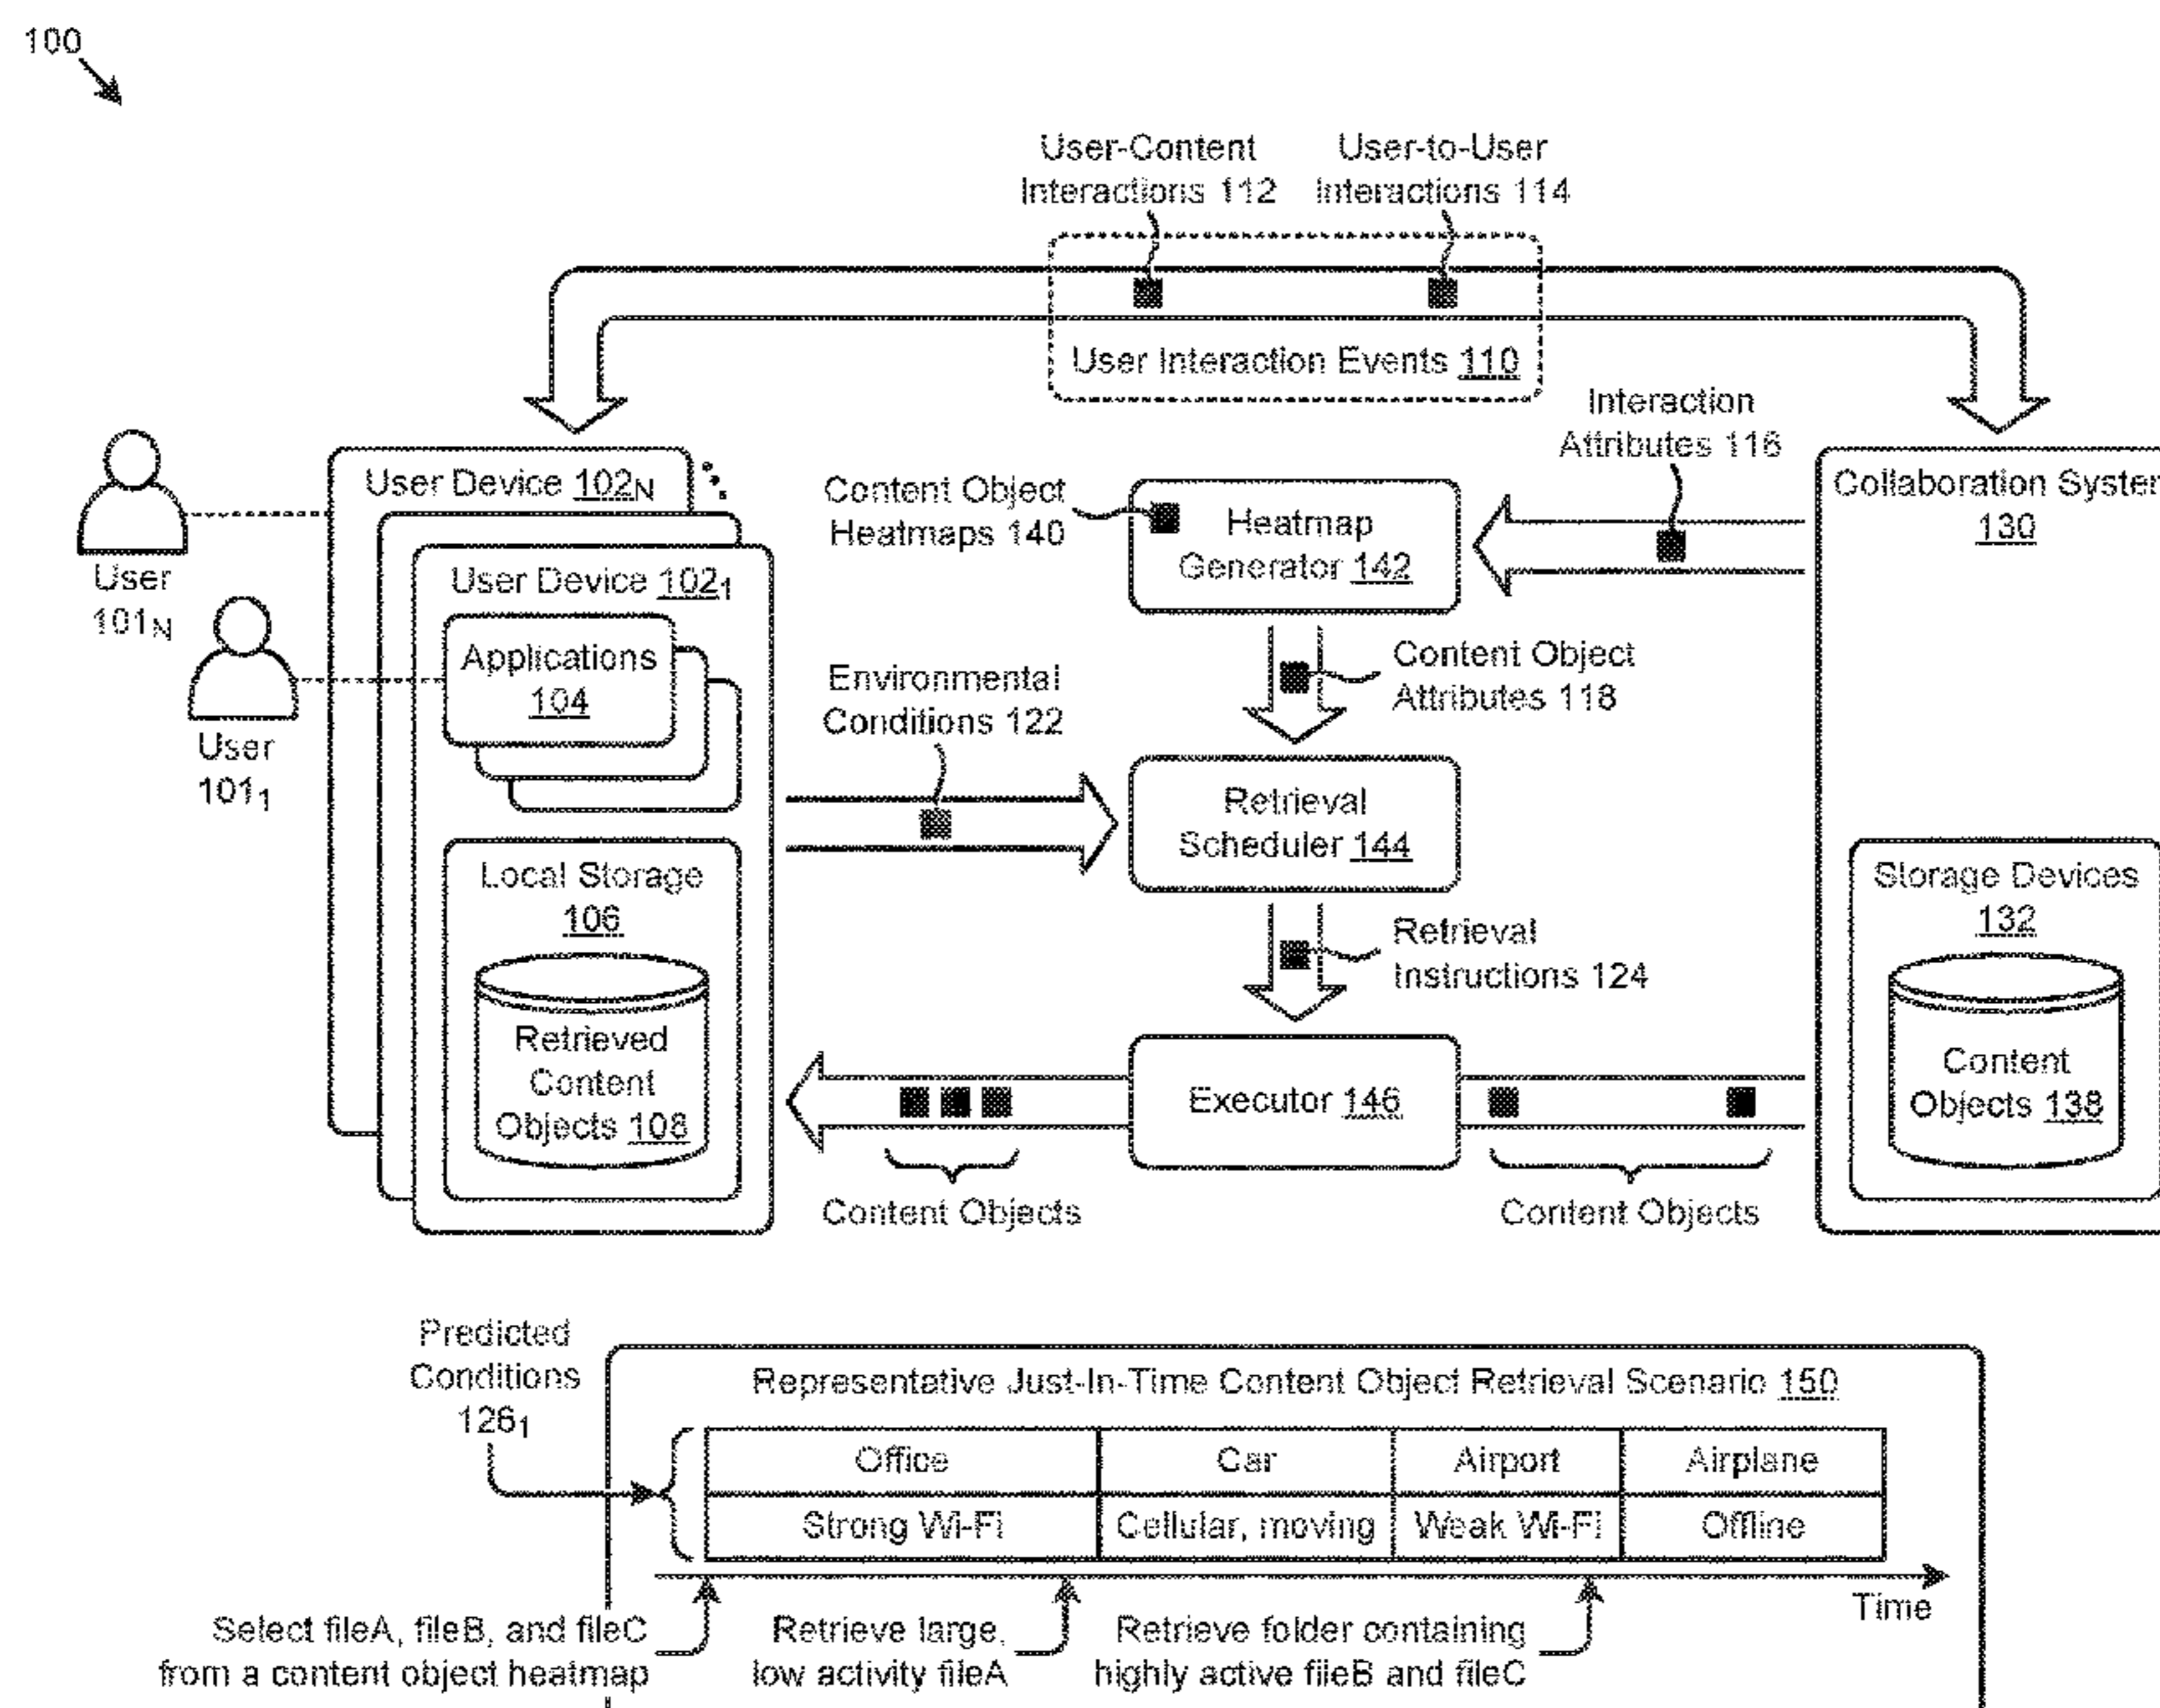 100
User-Content
Interactions 112
User-to-User
Interactions 114
User Interaction Events 110
Interaction
Attributes 116
User Device 102N
Content Object
Heatmaps 140
Heatmap
Generator 142
Collaboration System
130
User
101N
User Device 1021
Applications
104
User
1011
Environmental
Conditions 122
Content Object
Attributes 118
Retrieval
Scheduler 144
Local Storage
106
Storage Devices
132
Retrieval
Instructions 124
Retrieved
Content
Objects 108
Executor 146
Content
Objects 138
Content Objects
Content Objects
Predicted
Conditions
1261
Representative Just-In-Time Content Object Retrieval Scenario 150
Office Car Airport Airplane
Strong Wi-Fi Cellular, moving Weak Wi-Fi Offline
Time
Select fileA, fileB, and fileC
from a content object heatmap
Retrieve large,
low activity fileA
Retrieve folder containing
highly active fileB and fileC